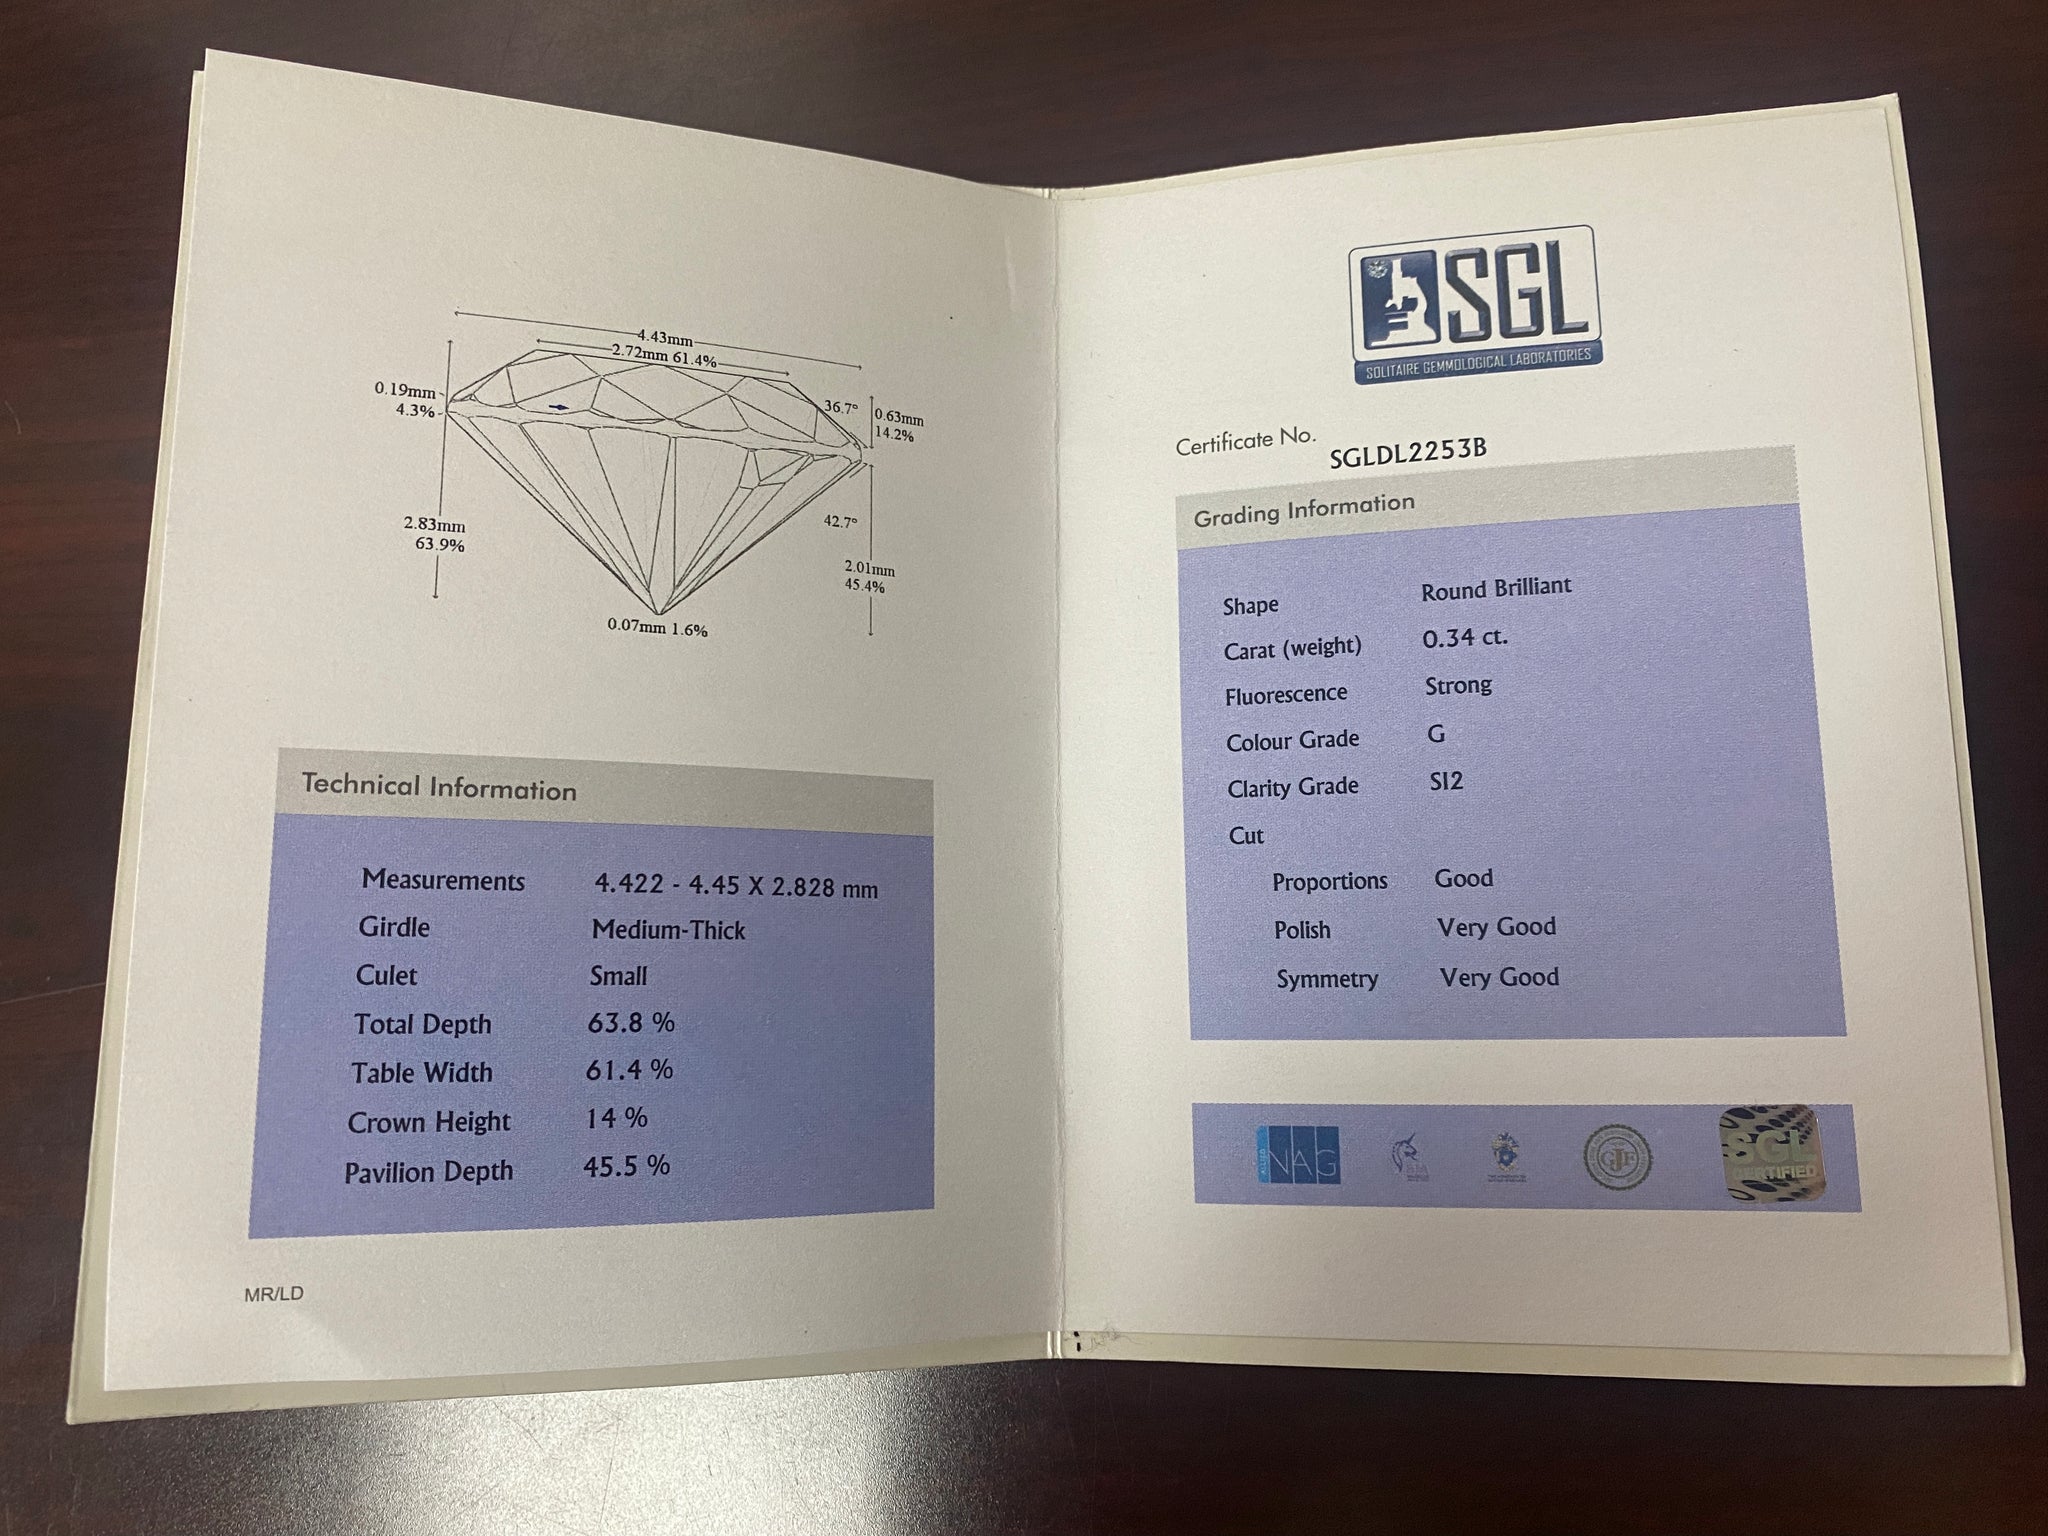 4.43mm
2.72mm 61.4%
0.19mm
4.3%
36.7°
0.63mm
14.2%
2.83mm
63.9%
42.7°
2.01mm
45.4%
0.07mm 1.6%
Technical Information
Measurements 4.422 - 4.45 X 2.828 mm
Girdle Medium-Thick
Culet Small
Total Depth 63.8 %
Table Width 61.4 %
Crown Height 14 %
Pavilion Depth 45.5 %
MR/LD
SGL
SOLITAIRE GEMMOLOGICAL LABORATORIES
Certificate No. SGLDL2253B
Grading Information
Shape Round Brilliant
Carat (weight) 0.34 ct.
Fluorescence Strong
Colour Grade G
Clarity Grade SI2
Cut
Proportions Good
Polish Very Good
Symmetry Very Good
ALLIED NAG
GJF
SGL
CERTIFIED